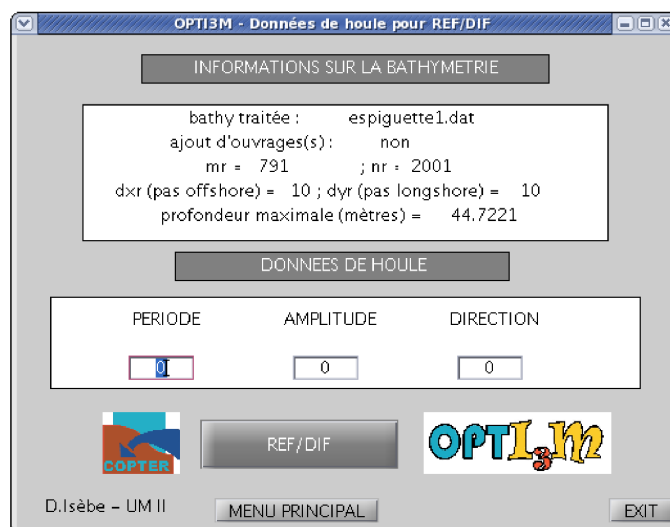 OPTI3M - Données de houle pour REF/DIF
INFORMATIONS SUR LA BATHYMETRIE
bathy traitée : espiguette1.dat
ajout d'ouvrages(s) : non
mr = 791 ; nr = 2001
dxr (pas offshore) = 10 ; dyr (pas longshore) = 10
profondeur maximale (mètres) = 44.7221
DONNEES DE HOULE
PERIODE AMPLITUDE DIRECTION
0 0 0
COPTER REF/DIF OPTI3M
D.Isèbe - UM II MENU PRINCIPAL EXIT